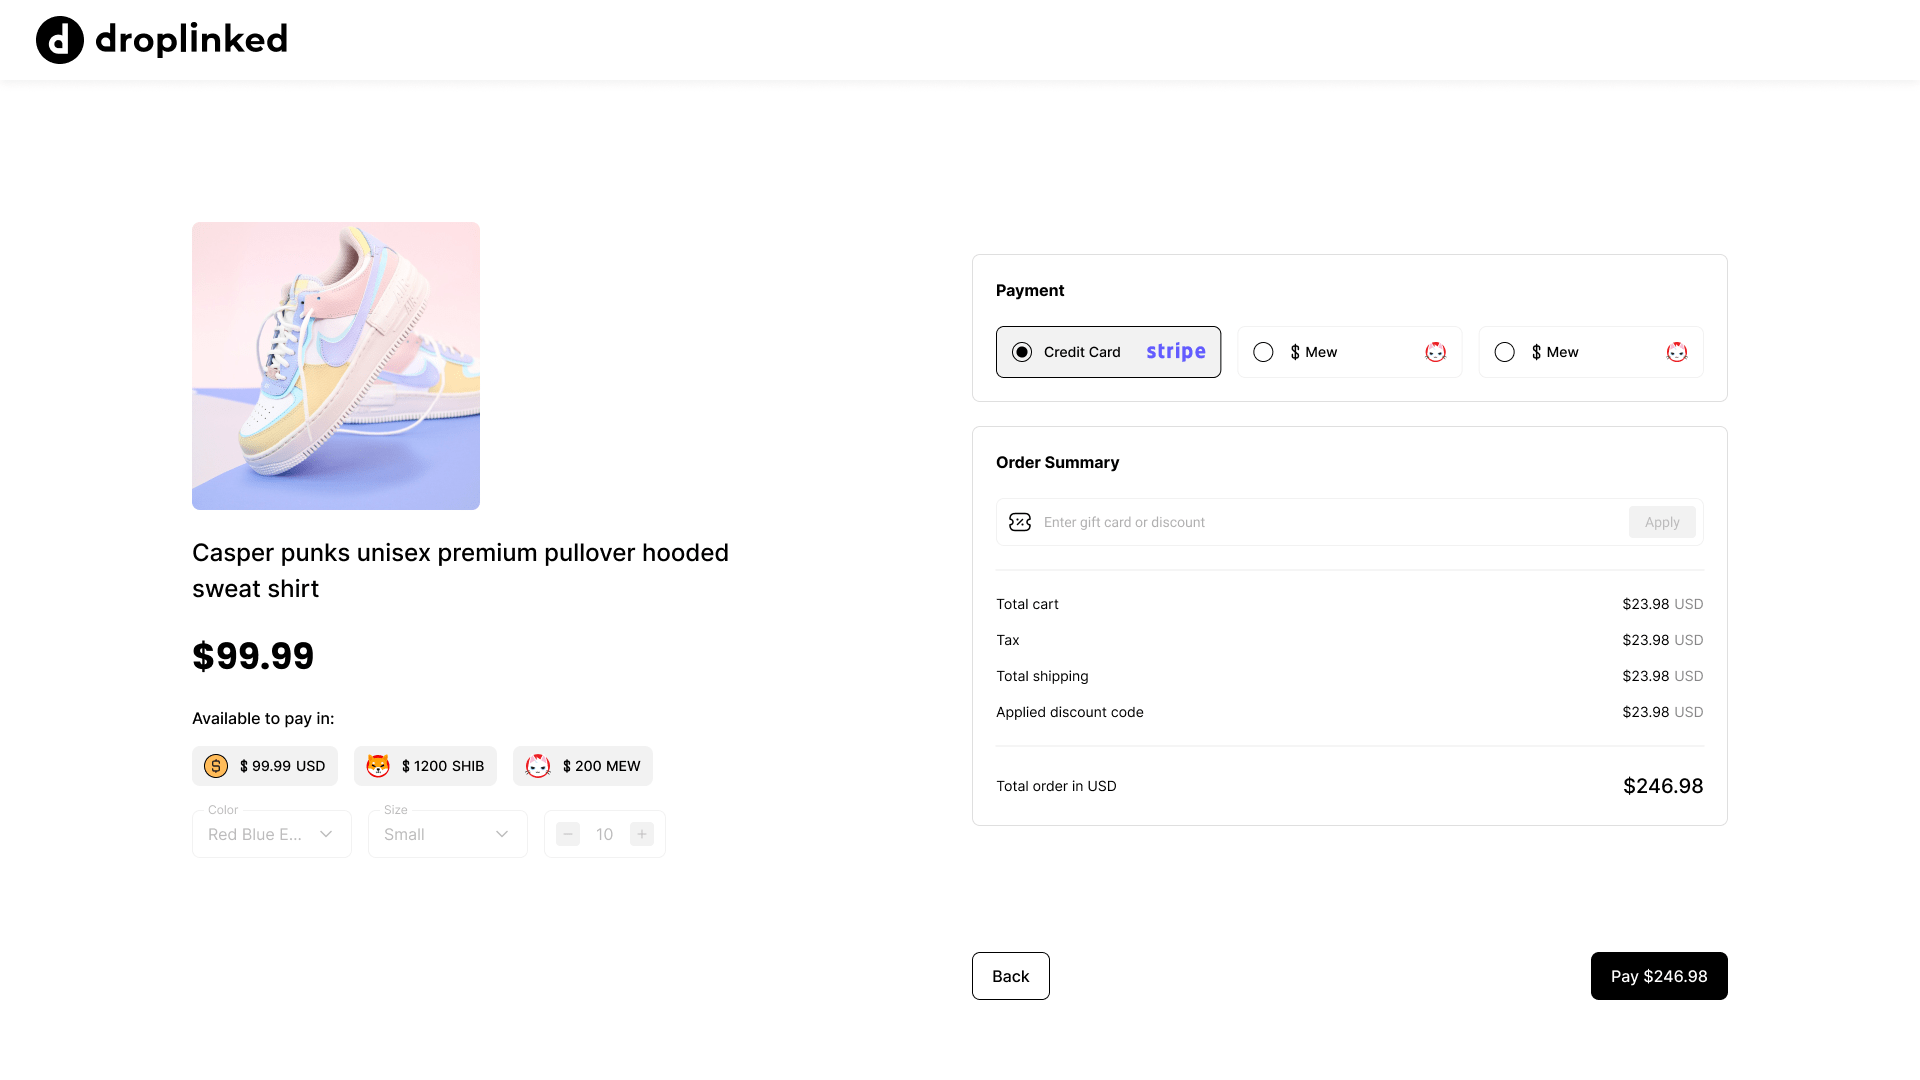 droplinked
Casper punks unisex premium pullover hooded
sweat shirt
$99.99
Available to pay in:
$ 99.99 USD
$ 1200 SHIB
$ 200 MEW
Color
Red Blue E...
Size
Small
10
Payment
Credit Card
stripe
$ Mew
$ Mew
Order Summary
Enter gift card or discount
Apply
Total cart
$23.98 USD
Tax
$23.98 USD
Total shipping
$23.98 USD
Applied discount code
$23.98 USD
Total order in USD
$246.98
Back
Pay $246.98